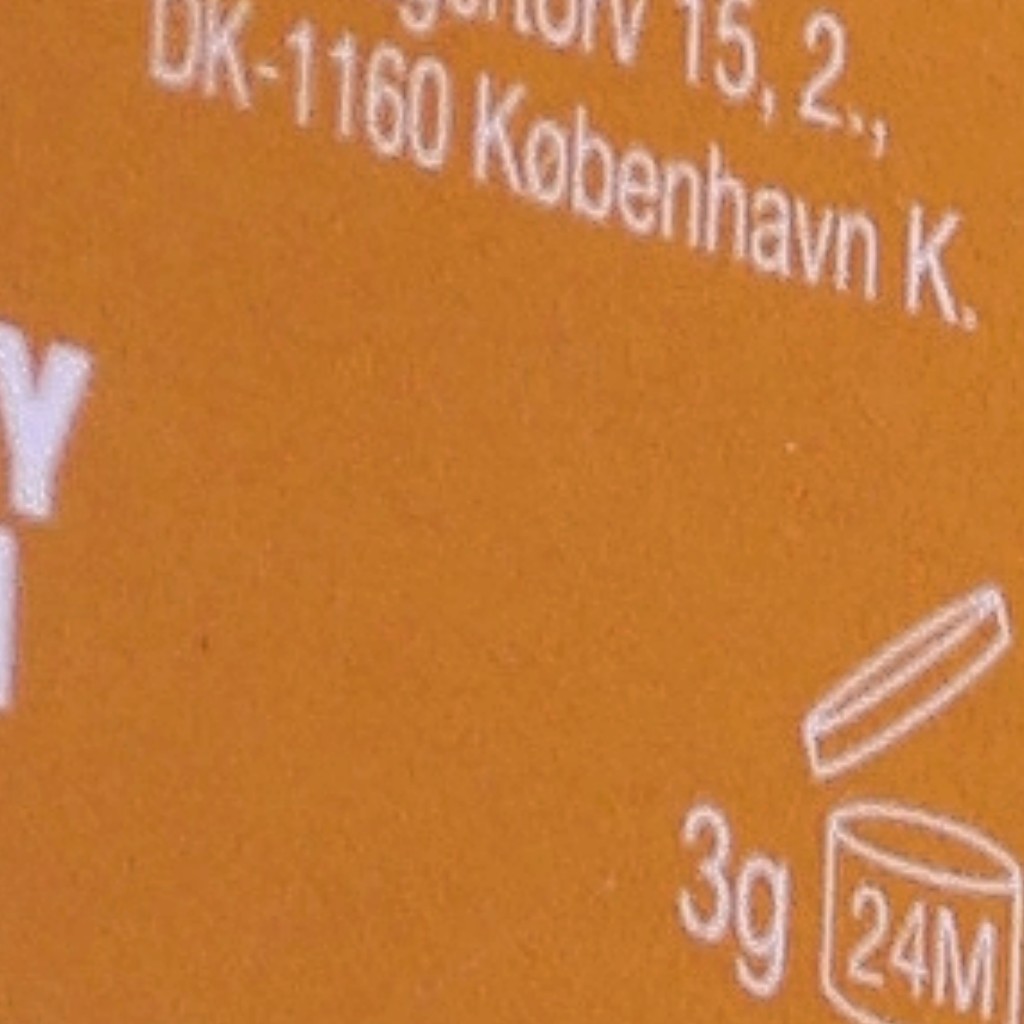 15, 2.,
DK-1160 København K.
3g
24M